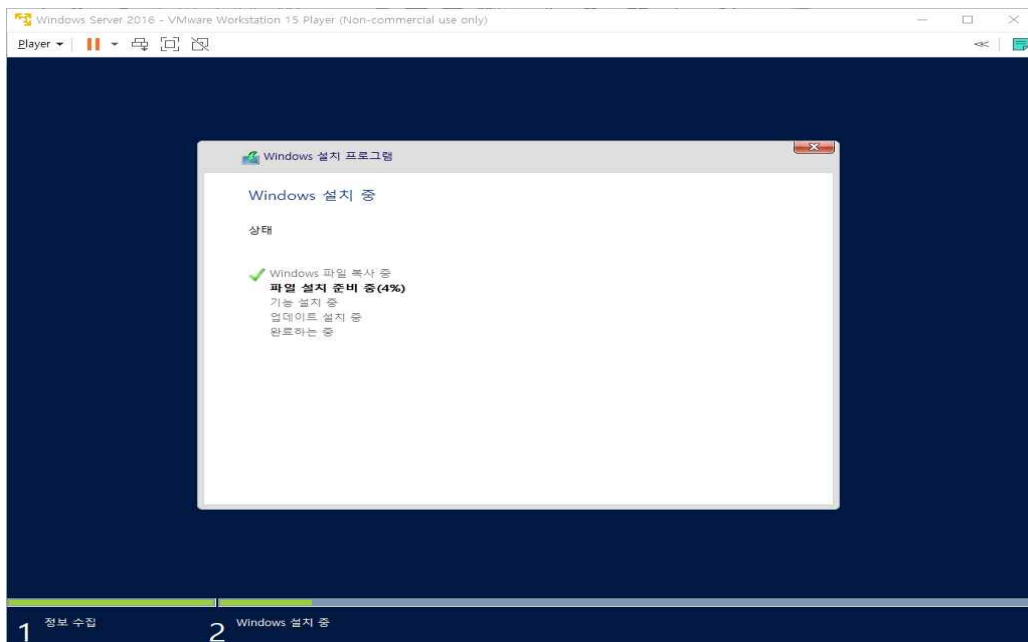 Windows Server 2016 - VMware Workstation 15 Player (Non-commercial use only)
Player
Windows 설치 프로그램
Windows 설치 중
상태
Windows 파일 복사 중
파일 설치 준비 중(4%)
기능 설치 중
업데이트 설치 중
완료하는 중
1 정보 수집
2 Windows 설치 중